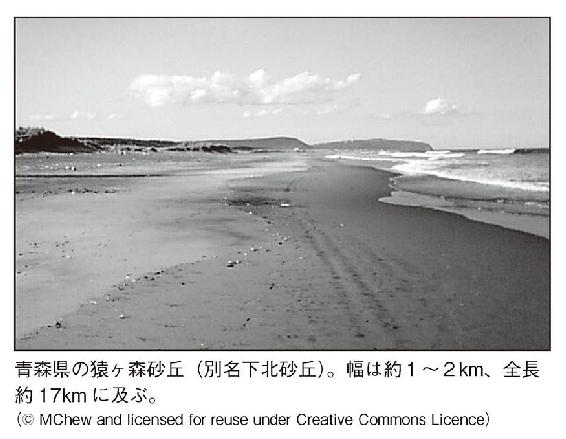 青森県の猿ヶ森砂丘（別名下北砂丘）。幅は約１～２km、全長
約17kmに及ぶ。
（© MChew and licensed for reuse under Creative Commons Licence）